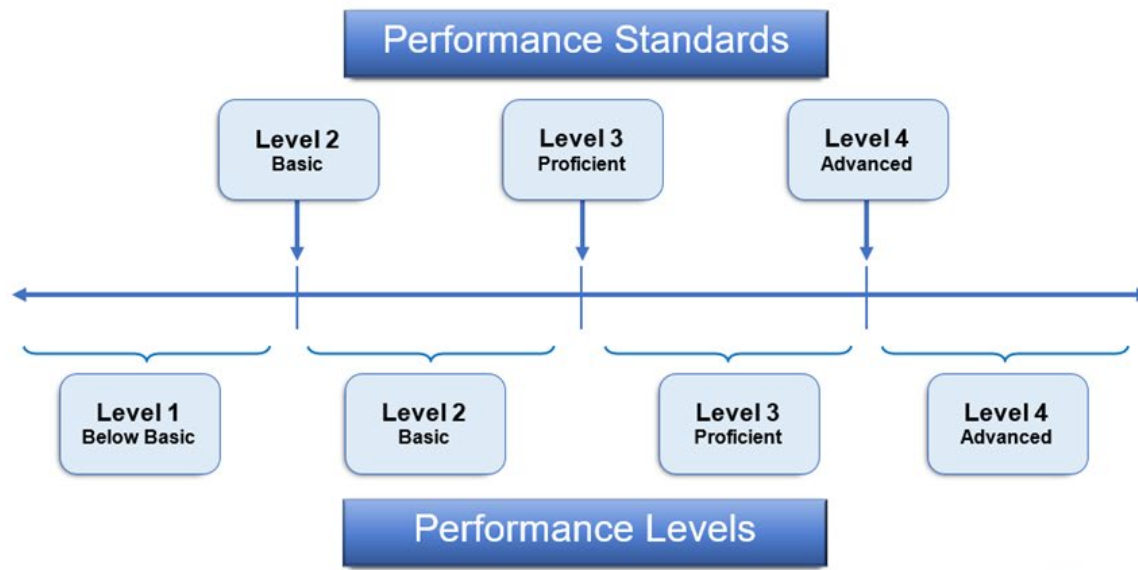 Performance Standards
Level 2
Basic
Level 3
Proficient
Level 4
Advanced
Level 1
Below Basic
Level 2
Basic
Level 3
Proficient
Level 4
Advanced
Performance Levels